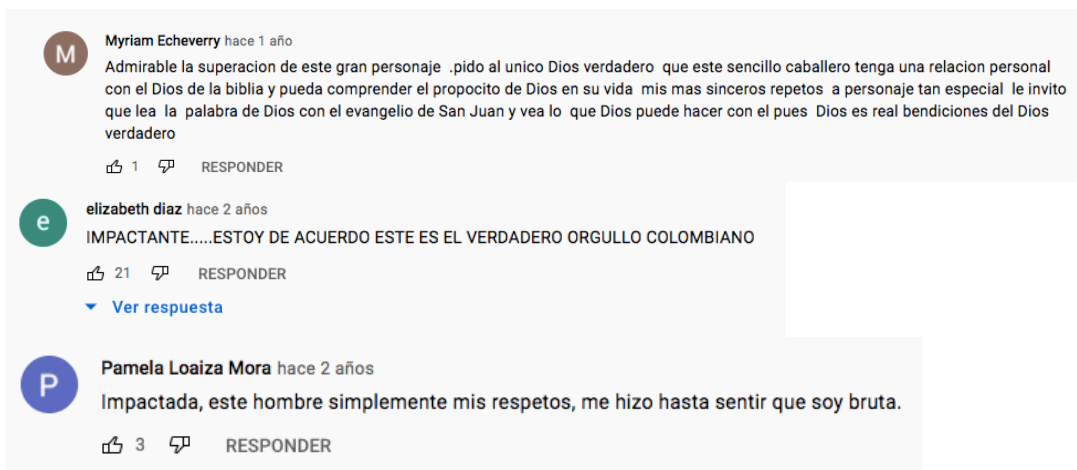 M
Myriam Echeverry hace 1 año
Admirable la superacion de este gran personaje .pido al unico Dios verdadero que este sencillo caballero tenga una relacion personal
con el Dios de la biblia y pueda comprender el propocito de Dios en su vida mis mas sinceros repetos a personaje tan especial le invito
que lea la palabra de Dios con el evangelio de San Juan y vea lo que Dios puede hacer con el pues Dios es real bendiciones del Dios
verdadero
1 RESPONDER
e
elizabeth diaz hace 2 años
IMPACTANTE.....ESTOY DE ACUERDO ESTE ES EL VERDADERO ORGULLO COLOMBIANO
21 RESPONDER
Ver respuesta
P
Pamela Loaiza Mora hace 2 años
Impactada, este hombre simplemente mis respetos, me hizo hasta sentir que soy bruta.
3 RESPONDER